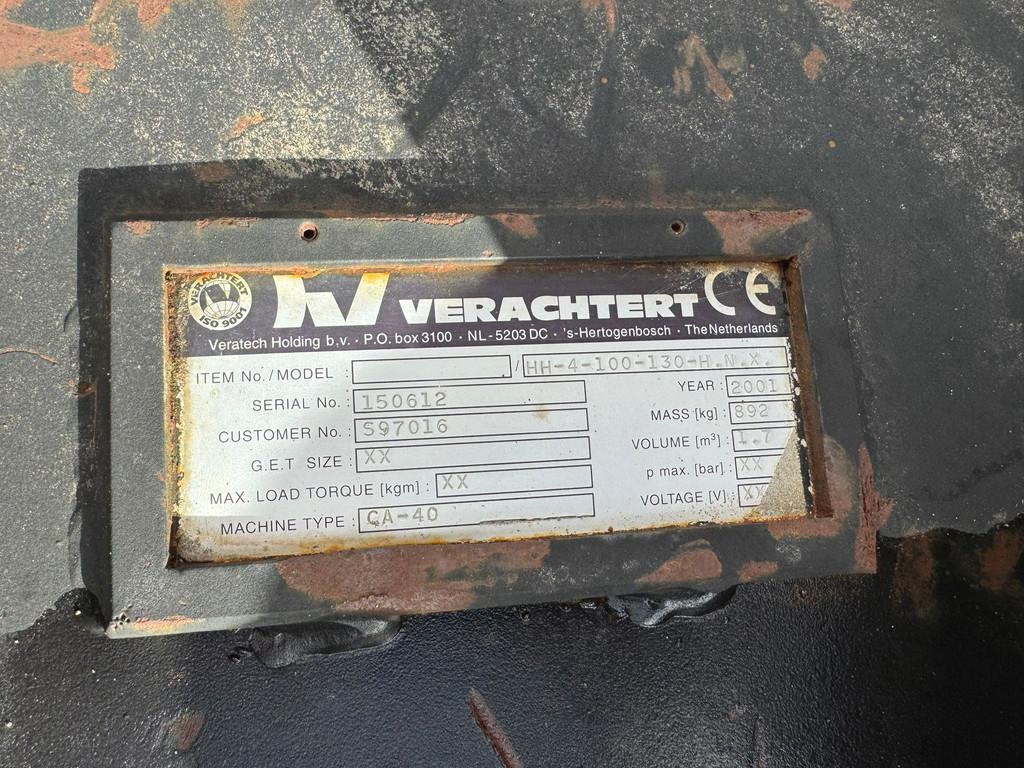 VERACHTERT ISO 9001
VERACHTERT CE
Veratech Holding b.v. · P.O. box 3100 · NL-5203 DC · 's-Hertogenbosch · The Netherlands
ITEM No./MODEL : / HH-4-100-130-H.N.X.
SERIAL No. : 150612 YEAR : 2001
CUSTOMER No. : S97016 MASS [kg] : 892
G.E.T SIZE : XX VOLUME [m³] : 1.7
MAX. LOAD TORQUE [kgm] : XX p max. [bar] : XX
MACHINE TYPE : CA-40 VOLTAGE [V] : XX